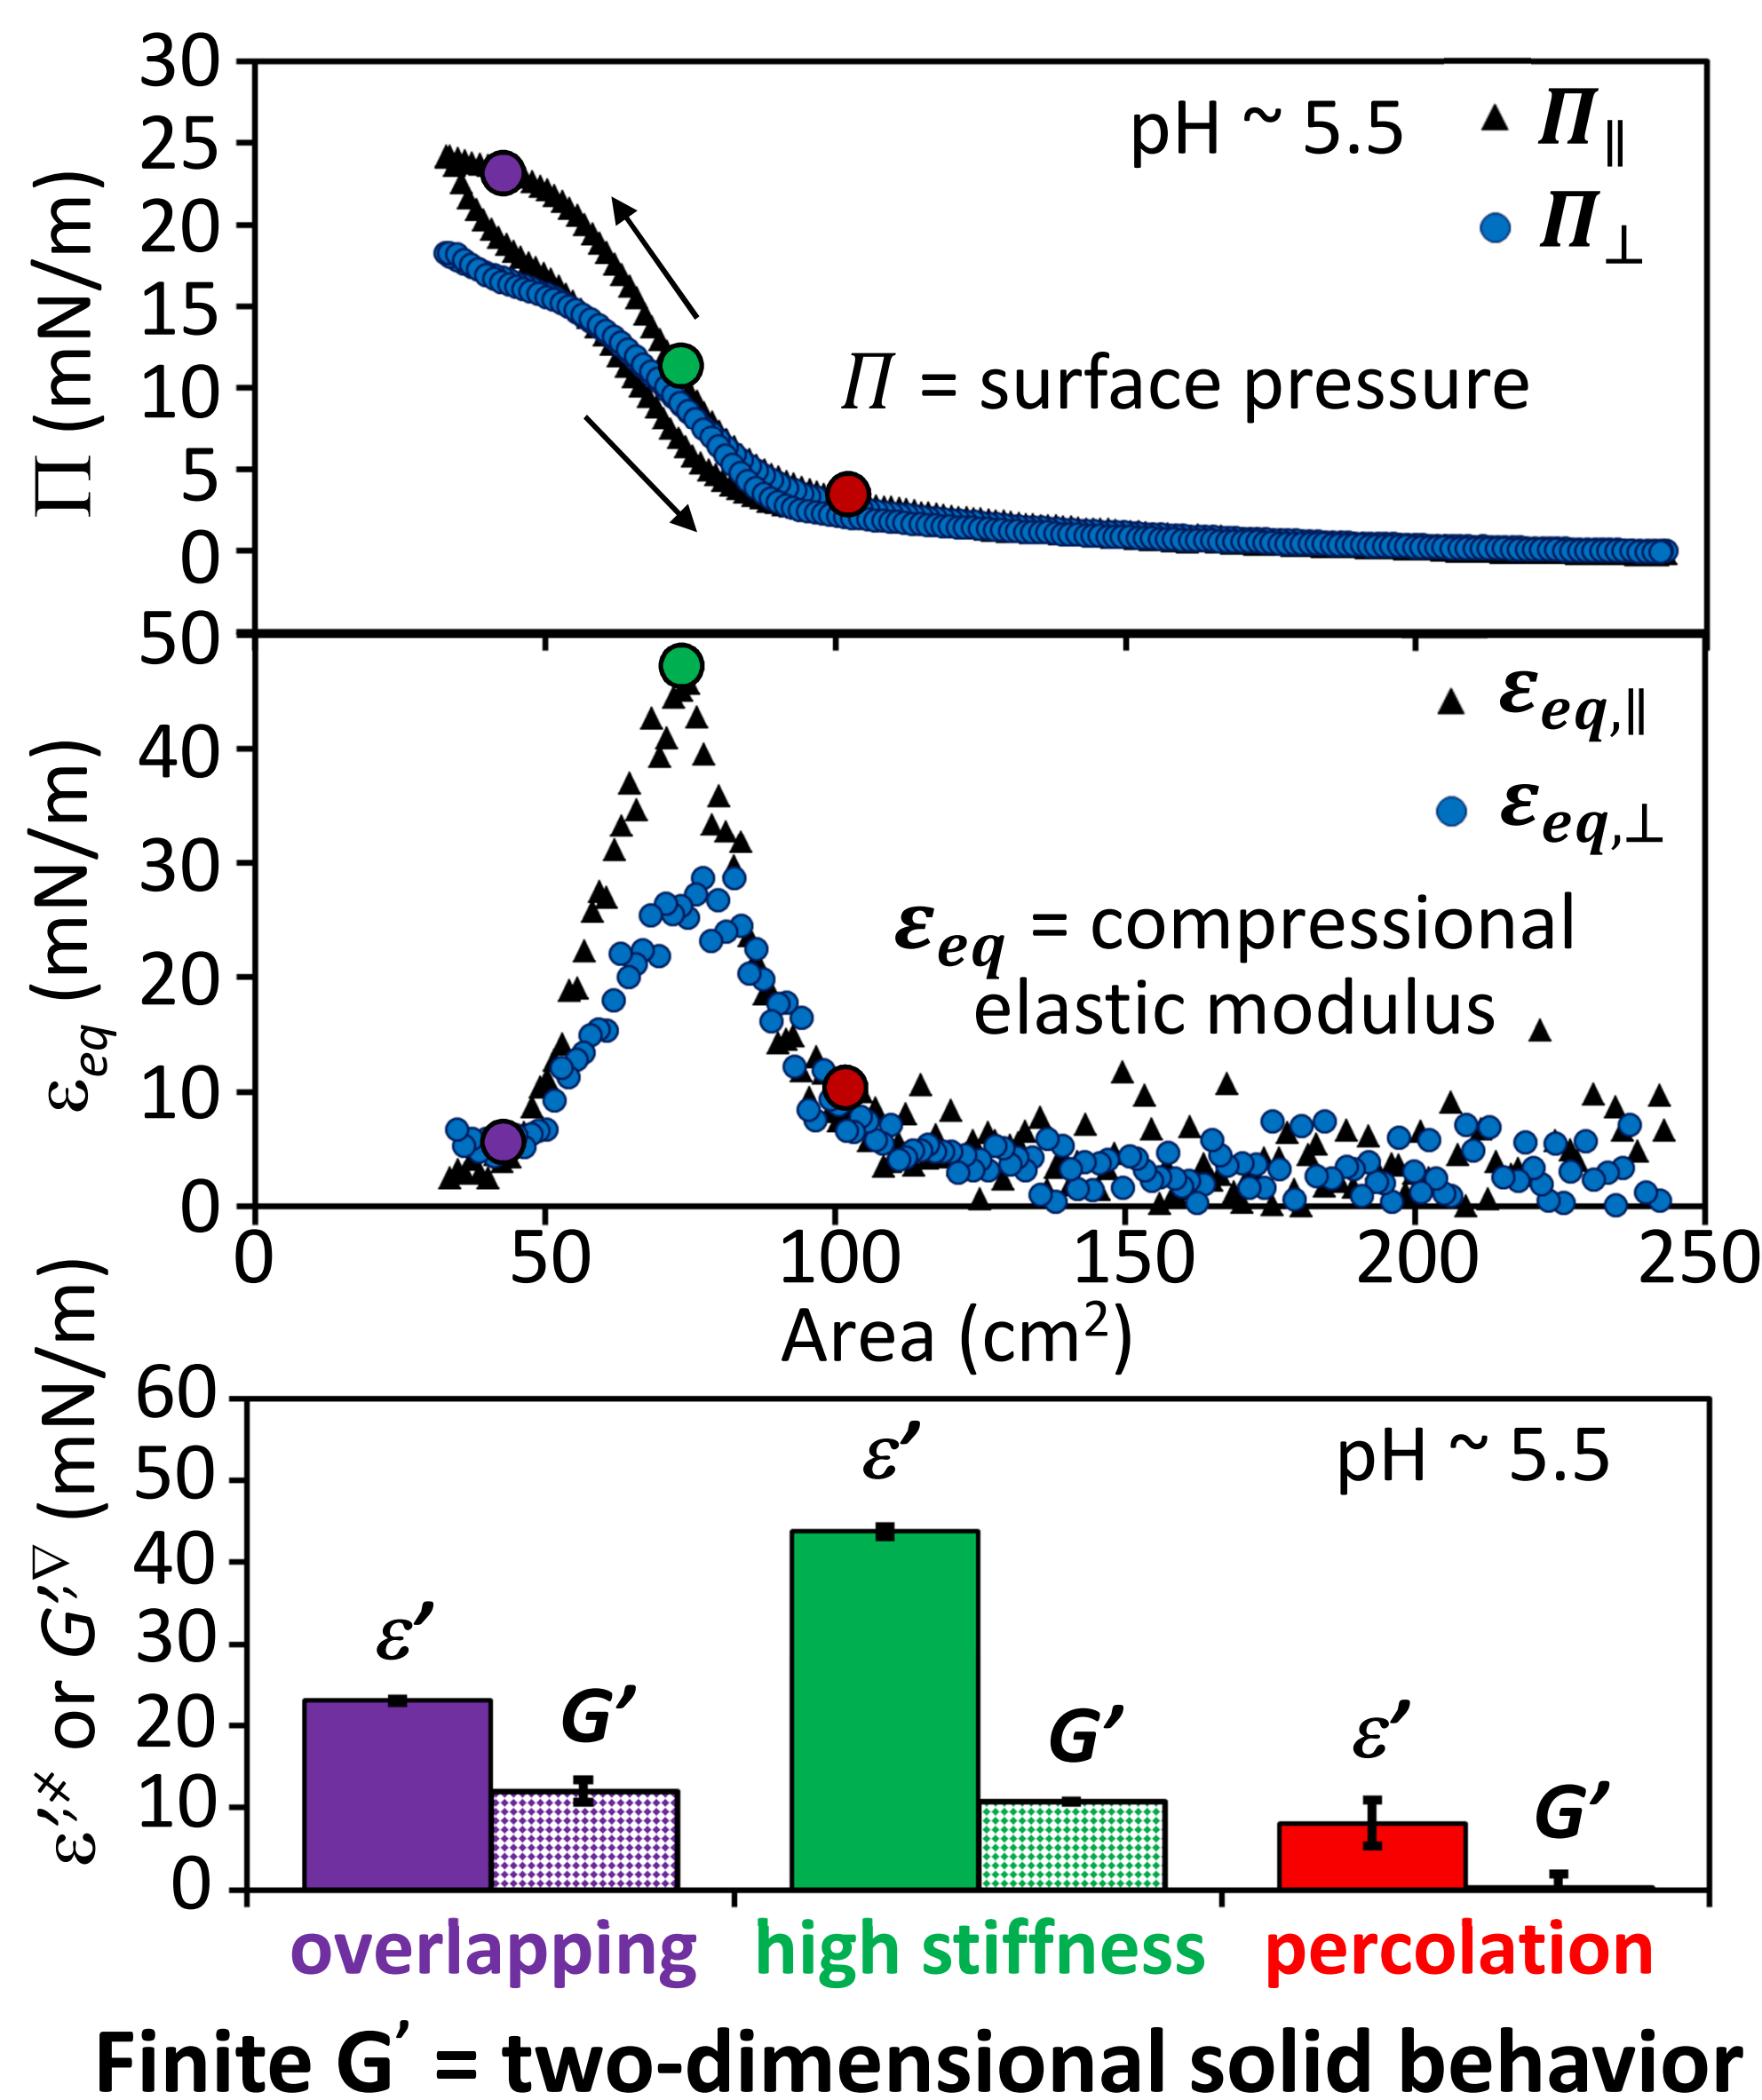 30
25
20
15
10
5
0
Π (mN/m)
pH ~ 5.5
Π∥
Π⊥
Π = surface pressure
50
40
30
20
10
0
εeq (mN/m)
εeq,∥
εeq,⊥
εeq = compressional
elastic modulus
0 50 100 150 200 250
Area (cm²)
60
50
40
30
20
10
0
ε′,* or G′,▽ (mN/m)
pH ~ 5.5
ε′
G′
ε′
G′
ε′
G′
overlapping high stiffness percolation
Finite G′ = two-dimensional solid behavior